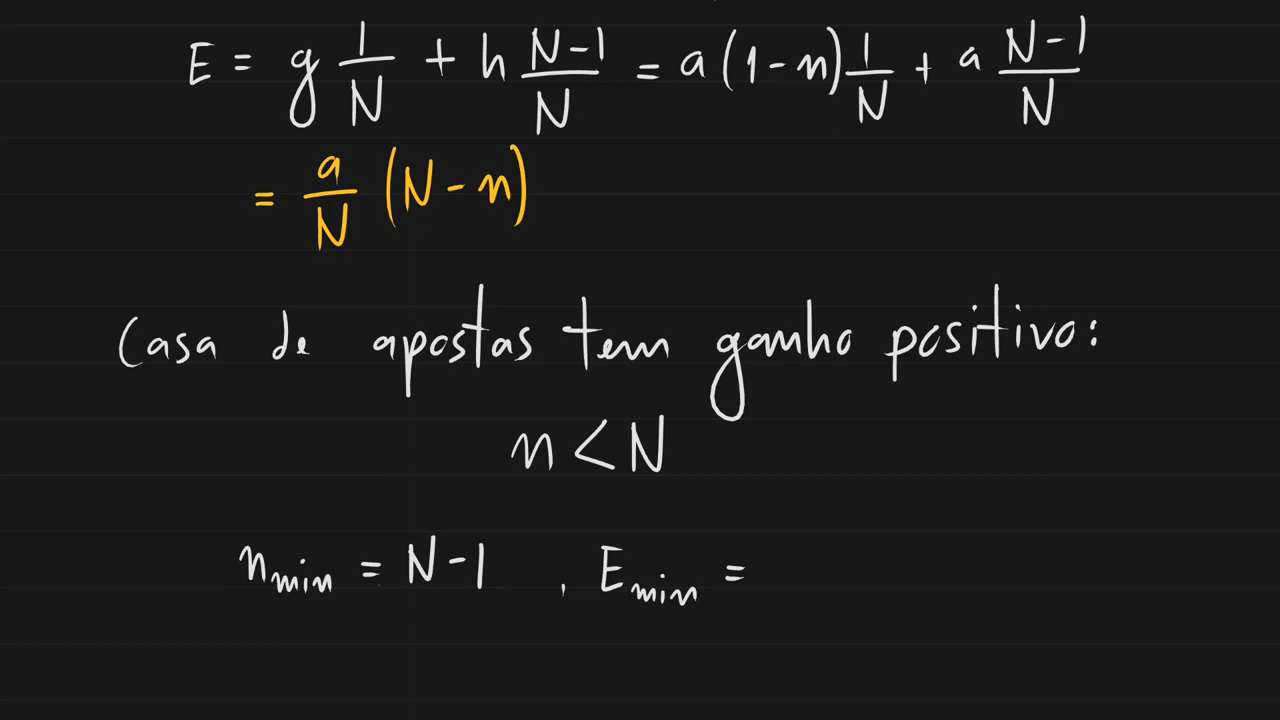 E = g 1/N + h (N-1)/N = a(1-n) 1/N + a (N-1)/N
= a/N (N-n)
Casa de apostas tem ganho positivo:
n < N
n_min = N-1 , E_min =